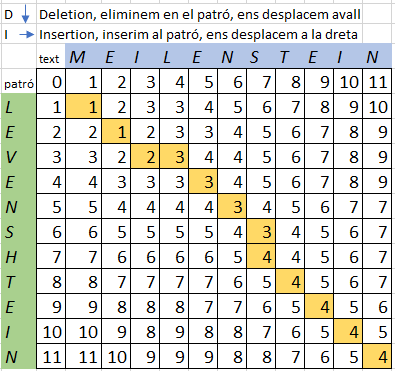 D ↓ Deletion, eliminem en el patró, ens desplacem avall
I → Insertion, inserim al patró, ens desplacem a la dreta
text M E I L E N S T E I N
patró 0 1 2 3 4 5 6 7 8 9 10 11
L 1 1 2 3 3 4 5 6 7 8 9 10
E 2 2 1 2 3 3 4 5 6 7 8 9
V 3 3 2 2 3 4 4 5 6 7 8 9
E 4 4 3 3 3 3 4 5 6 7 8 9
N 5 5 4 4 4 4 3 4 5 6 7 7
S 6 6 5 5 5 5 4 3 4 5 6 7
H 7 7 6 6 6 6 5 4 4 5 6 7
T 8 8 7 7 7 7 6 5 4 5 6 7
E 9 9 8 8 8 7 7 6 5 4 5 6
I 10 10 9 8 9 8 8 7 6 5 4 5
N 11 11 10 9 9 9 8 8 7 6 5 4